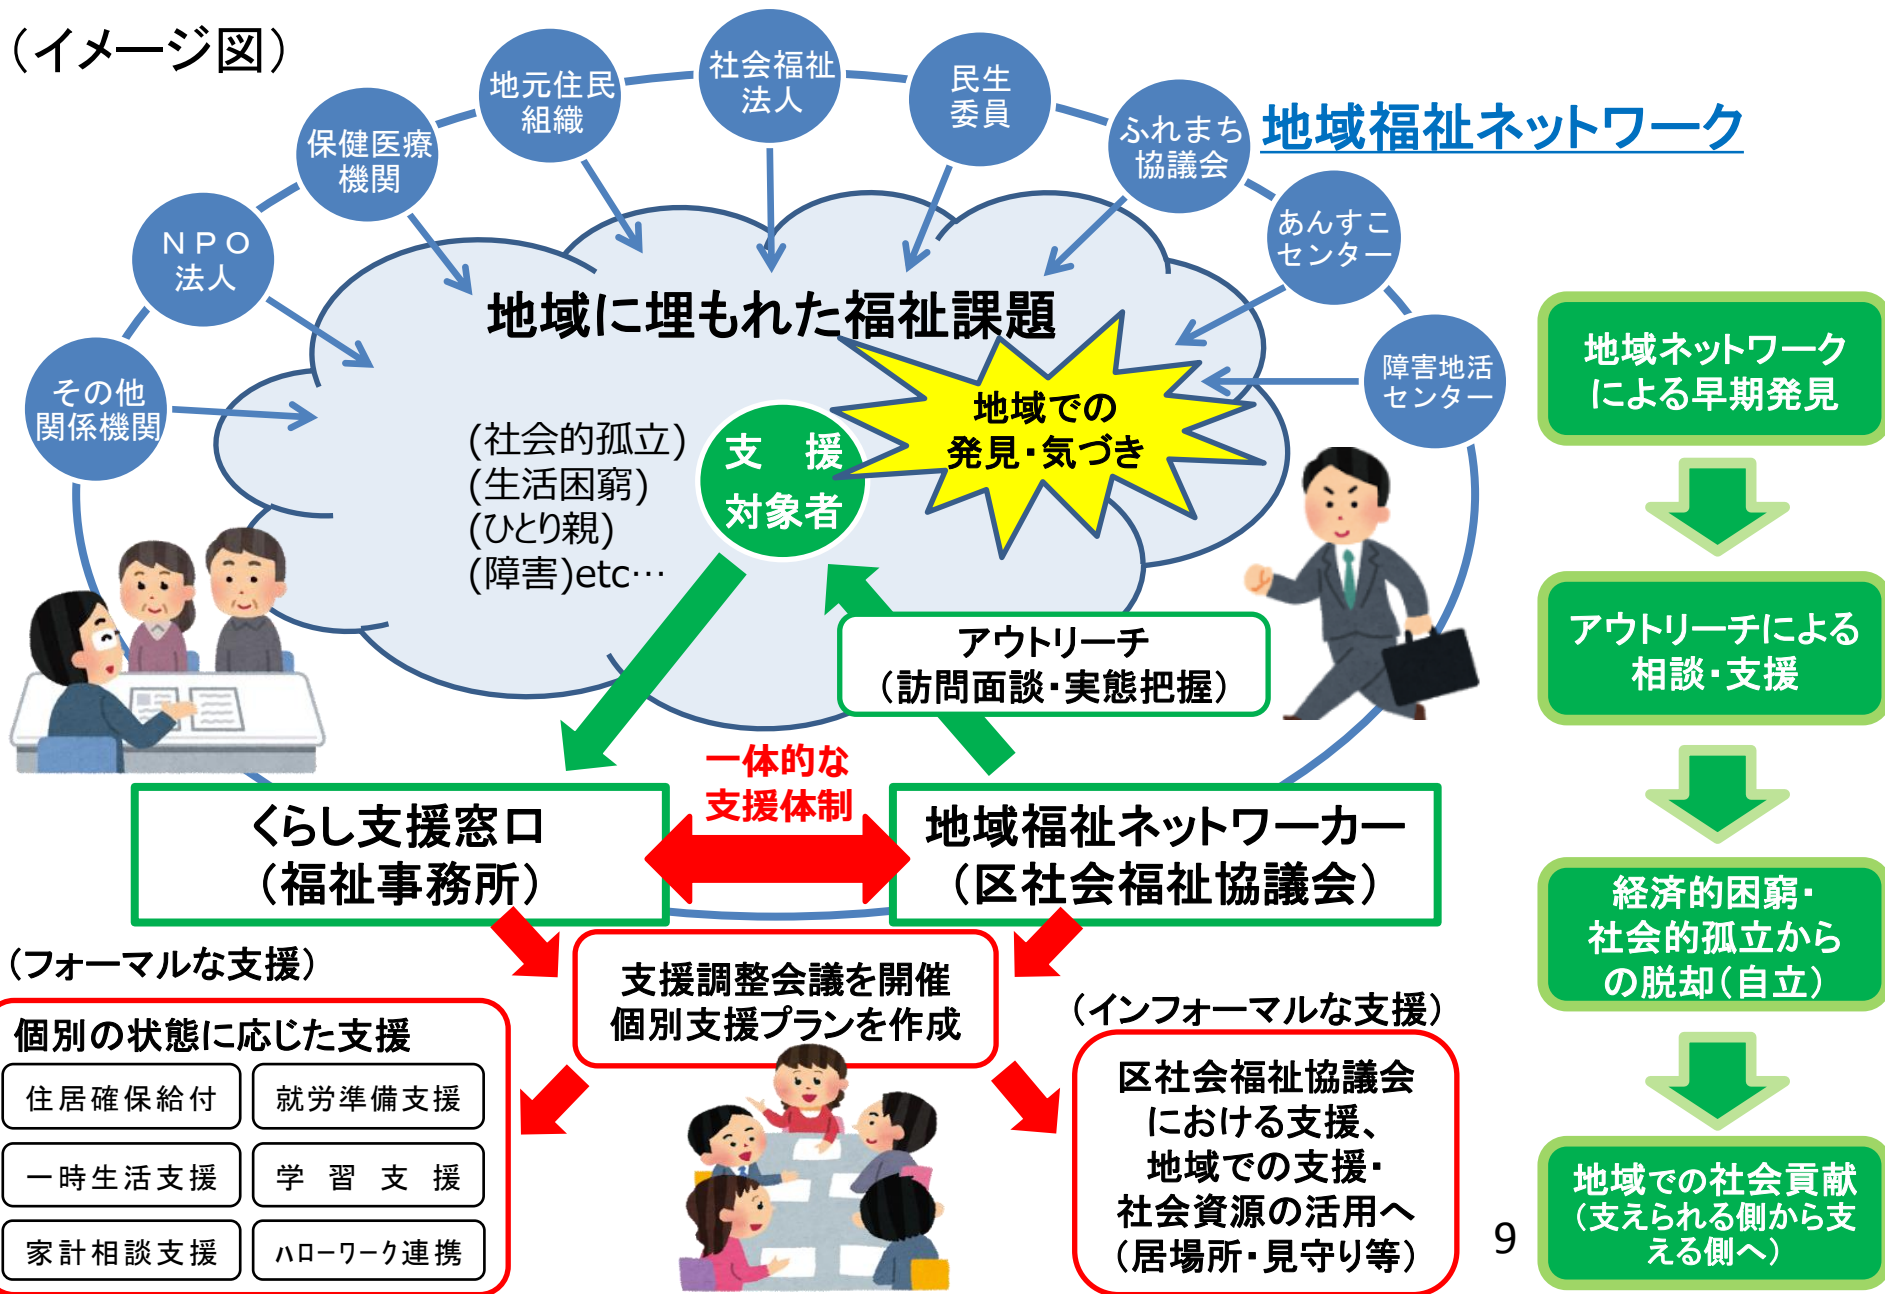 （イメージ図）
地域福祉ネットワーク
その他
関係機関
ＮＰＯ
法人
保健医療
機関
地元住民
組織
社会福祉
法人
民生
委員
ふれまち
協議会
あんすこ
センター
障害地活
センター
地域に埋もれた福祉課題
(社会的孤立)
(生活困窮)
(ひとり親)
(障害)etc…
支　援
対象者
地域での
発見・気づき
アウトリーチ
（訪問面談・実態把握）
一体的な
支援体制
くらし支援窓口
（福祉事務所）
地域福祉ネットワーカー
（区社会福祉協議会）
支援調整会議を開催
個別支援プランを作成
（フォーマルな支援）
個別の状態に応じた支援
住居確保給付
就労準備支援
一時生活支援
学習支援
家計相談支援
ハローワーク連携
（インフォーマルな支援）
区社会福祉協議会
における支援、
地域での支援・
社会資源の活用へ
（居場所・見守り等）
地域ネットワーク
による早期発見
アウトリーチによる
相談・支援
経済的困窮・
社会的孤立から
の脱却（自立）
地域での社会貢献
（支えられる側から支
える側へ）
9